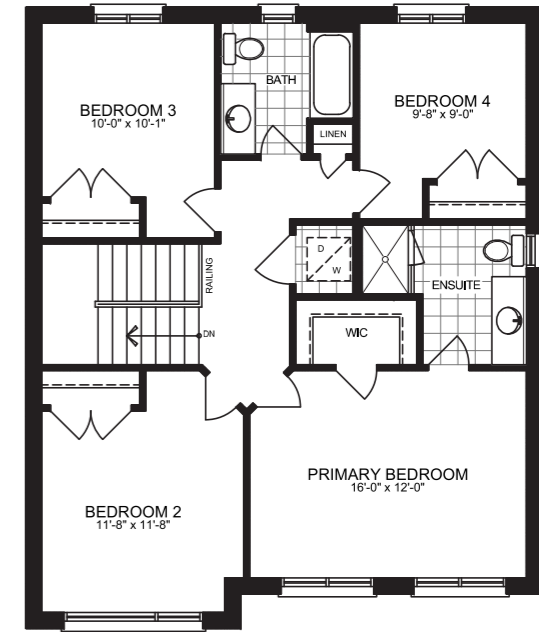 BATH
BEDROOM 3
10'-0" x 10'-1"
BEDROOM 4
9'-8" x 9'-0"
LINEN
D
W
RAILING
ENSUITE
WIC
DN
PRIMARY BEDROOM
16'-0" x 12'-0"
BEDROOM 2
11'-8" x 11'-8"